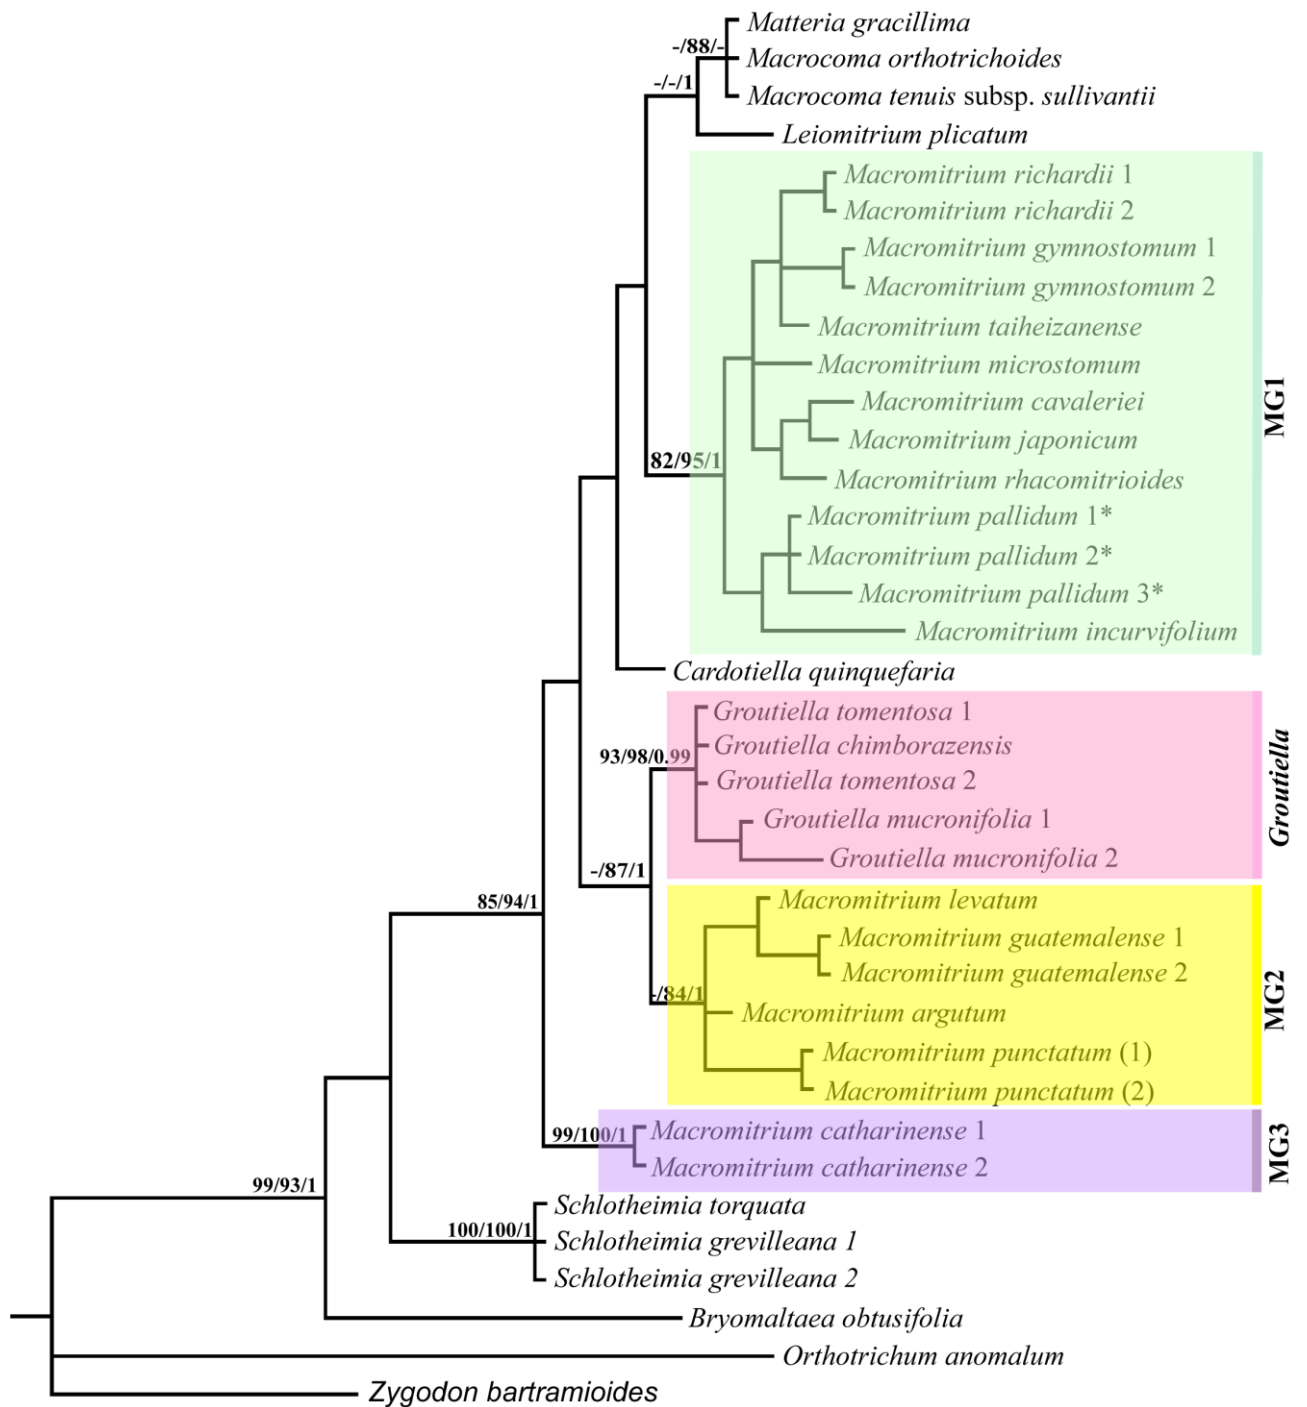 Matteria gracillima
-/88/-
Macrocoma orthotrichoides
-/-/1
Macrocoma tenuis subsp. sullivantii
Leiomitrium plicatum
Macromitrium richardii 1
Macromitrium richardii 2
Macromitrium gymnostomum 1
Macromitrium gymnostomum 2
Macromitrium taiheizanense
Macromitrium microstomum
Macromitrium cavaleriei
MG1
Macromitrium japonicum
82/95/1
Macromitrium rhacomitrioides
Macromitrium pallidum 1*
Macromitrium pallidum 2*
Macromitrium pallidum 3*
Macromitrium incurvifolium
Cardotiella quinquefaria
Groutiella tomentosa 1
Groutiella chimborazensis
93/98/0.99
Groutiella tomentosa 2
Groutiella
Groutiella mucronifolia 1
Groutiella mucronifolia 2
-/87/1
85/94/1
Macromitrium levatum
Macromitrium guatemalense 1
Macromitrium guatemalense 2
-/84/1
MG2
Macromitrium argutum
Macromitrium punctatum (1)
Macromitrium punctatum (2)
99/100/1
Macromitrium catharinense 1
Macromitrium catharinense 2
MG3
99/93/1
Schlotheimia torquata
100/100/1
Schlotheimia grevilleana 1
Schlotheimia grevilleana 2
Bryomaltaea obtusifolia
Orthotrichum anomalum
Zygodon bartramioides